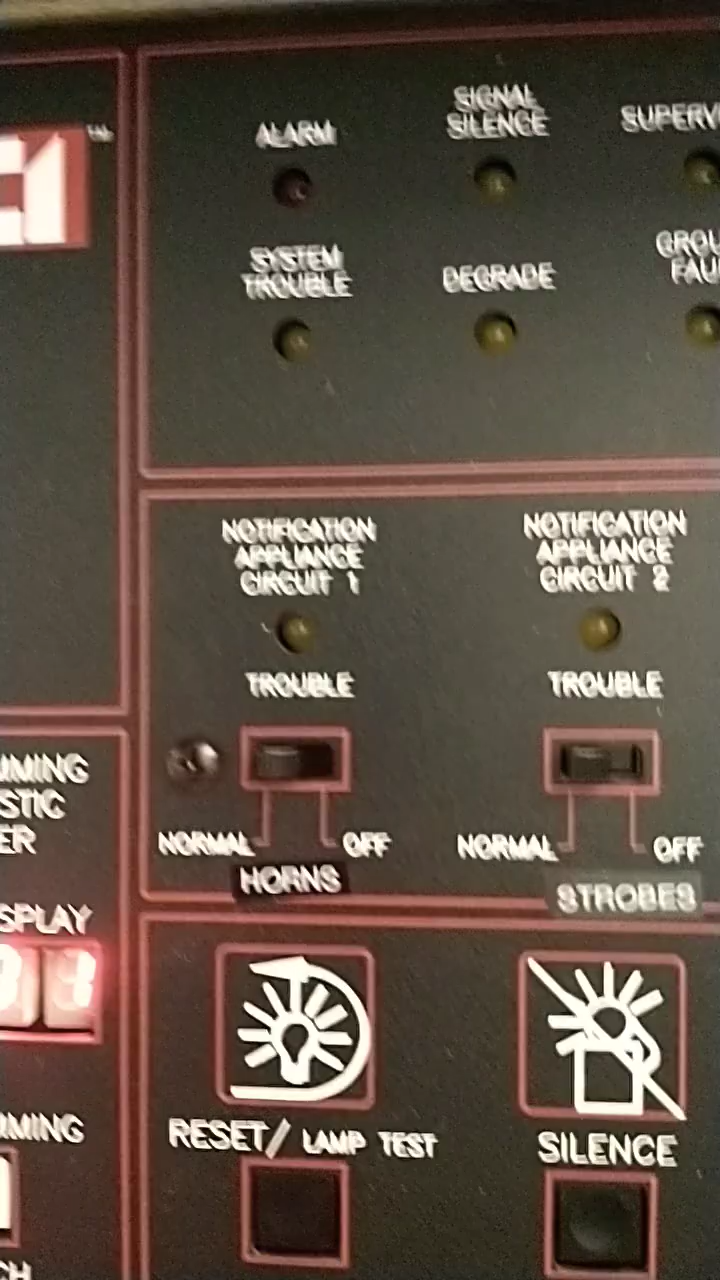 TM
ALARM
SIGNAL
SILENCE
SYSTEM
TROUBLE
DEGRADE
NOTIFICATION
APPLIANCE
CIRCUIT 1
NOTIFICATION
APPLIANCE
CIRCUIT 2
TROUBLE
TROUBLE
NORMAL
OFF
NORMAL
OFF
HORNS
STROBES
RESET/ LAMP TEST
SILENCE